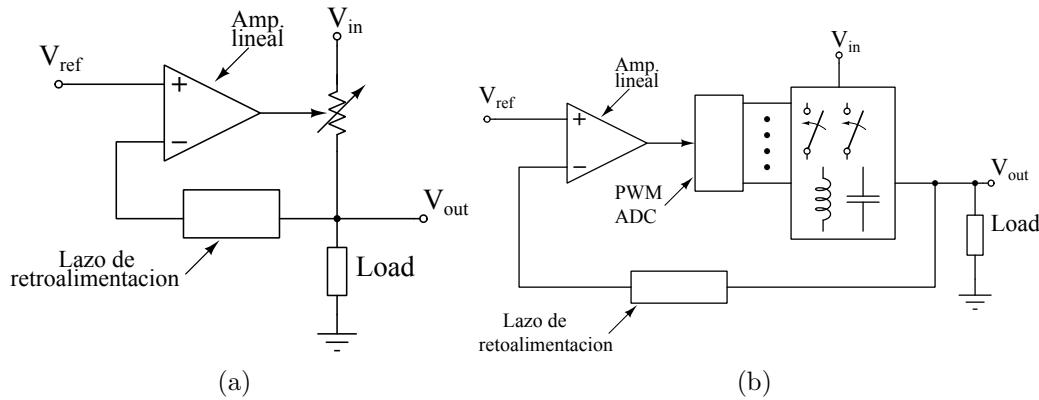 Amp.
lineal
V_in
V_ref
+
−
V_out
Load
Lazo de
retroalimentacion
(a)
V_in
Amp.
lineal
V_ref
+
−
PWM
ADC
V_out
Load
Lazo de
retoalimentacion
(b)